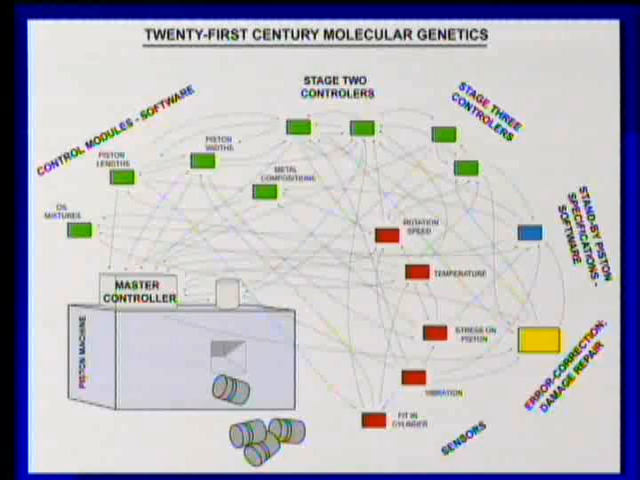 TWENTY-FIRST CENTURY MOLECULAR GENETICS
STAGE TWO
CONTROLERS
STAGE THREE
CONTROLERS
CONTROL MODULES - SOFTWARE
PISTON
WIDTHS
PISTON
LENGTHS
METAL
COMPOSITIONS
OIL
MIXTURES
ROTATION
SPEED
STAND-BY PISTON
SPECIFICATIONS -
SOFTWARE
TEMPERATURE
MASTER
CONTROLLER
PISTON MACHINE
STRESS ON
PISTON
ERROR-CORRECTION,
DAMAGE REPAIR
VIBRATION
FIT IN
CYLINDER
SENSORS